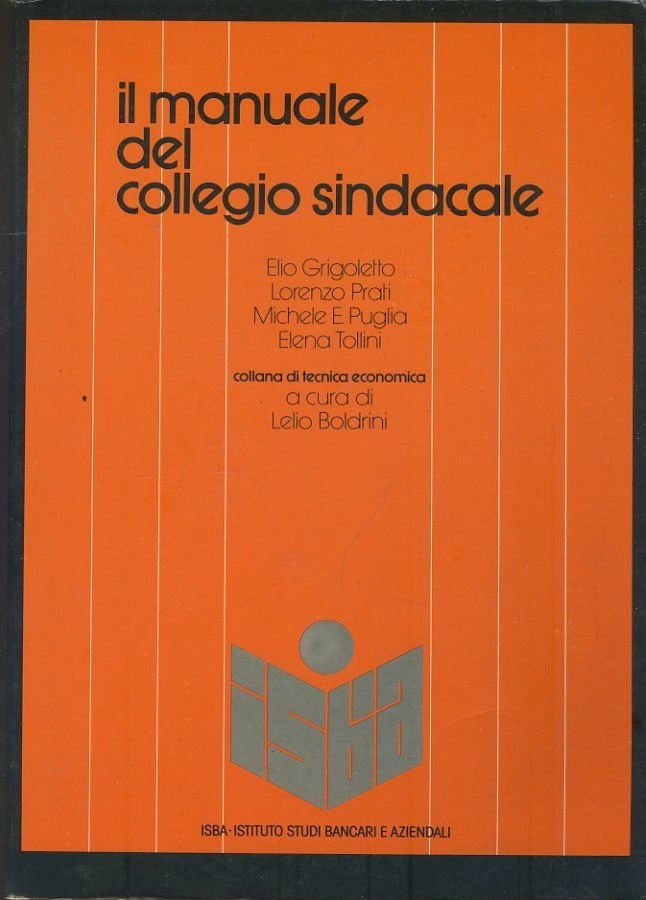 il manuale
del
collegio sindacale
Elio Grigoletto
Lorenzo Prati
Michele E. Puglia
Elena Tollini
collana di tecnica economica
a cura di
Lelio Boldrini
isba
ISBA - ISTITUTO STUDI BANCARI E AZIENDALI